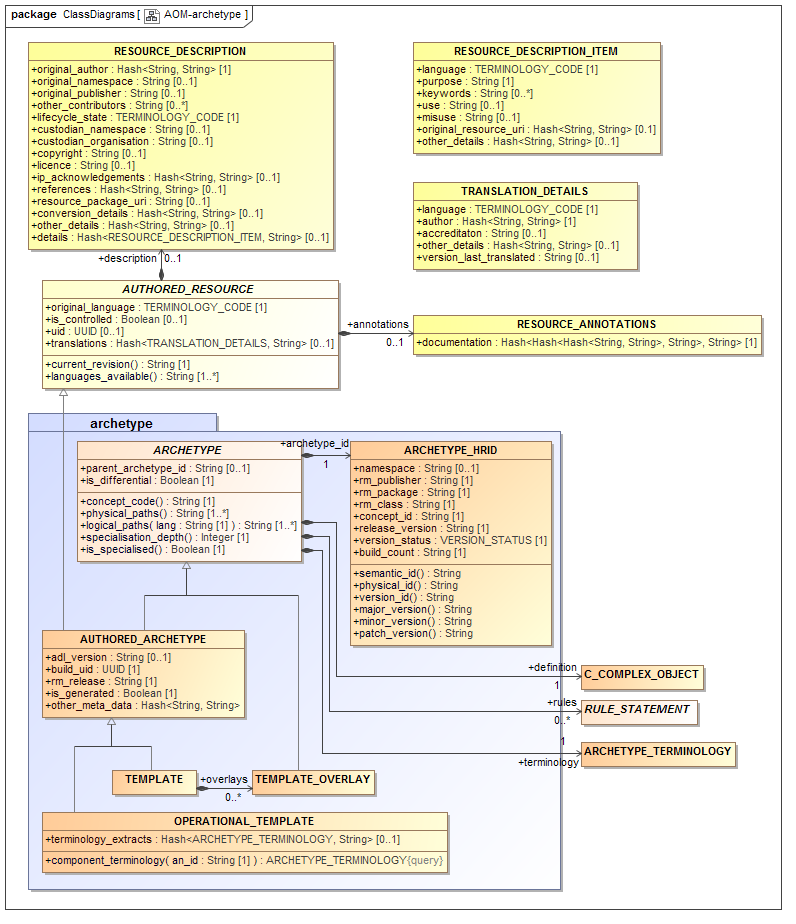 package ClassDiagrams [ AOM-archetype ]
RESOURCE_DESCRIPTION
+original_author : Hash<String, String> [1]
+original_namespace : String [0..1]
+original_publisher : String [0..1]
+other_contributors : String [0..*]
+lifecycle_state : TERMINOLOGY_CODE [1]
+custodian_namespace : String [0..1]
+custodian_organisation : String [0..1]
+copyright : String [0..1]
+licence : String [0..1]
+ip_acknowledgements : Hash<String, String> [0..1]
+references : Hash<String, String> [0..1]
+resource_package_uri : String [0..1]
+conversion_details : Hash<String, String> [0..1]
+other_details : Hash<String, String> [0..1]
+details : Hash<RESOURCE_DESCRIPTION_ITEM, String> [0..1]
RESOURCE_DESCRIPTION_ITEM
+language : TERMINOLOGY_CODE [1]
+purpose : String [1]
+keywords : String [0..*]
+use : String [0..1]
+misuse : String [0..1]
+original_resource_uri : Hash<String, String> [0.1]
+other_details : Hash<String, String> [0..1]
TRANSLATION_DETAILS
+language : TERMINOLOGY_CODE [1]
+author : Hash<String, String> [1]
+accreditaton : String [0..1]
+other_details : Hash<String, String> [0..1]
+version_last_translated : String [0..1]
+description 0..1
AUTHORED_RESOURCE
+original_language : TERMINOLOGY_CODE [1]
+is_controlled : Boolean [0..1]
+uid : UUID [0..1]
+translations : Hash<TRANSLATION_DETAILS, String> [0..1]
+current_revision() : String [1]
+languages_available() : String [1..*]
+annotations
0..1
RESOURCE_ANNOTATIONS
+documentation : Hash<Hash<Hash<String, String>, String>, String> [1]
archetype
ARCHETYPE
+parent_archetype_id : String [0..1]
+is_differential : Boolean [1]
+concept_code() : String [1]
+physical_paths() : String [1..*]
+logical_paths( lang : String [1] ) : String [1..*]
+specialisation_depth() : Integer [1]
+is_specialised() : Boolean [1]
+archetype_id
1
ARCHETYPE_HRID
+namespace : String [0..1]
+rm_publisher : String [1]
+rm_package : String [1]
+rm_class : String [1]
+concept_id : String [1]
+release_version : String [1]
+version_status : VERSION_STATUS [1]
+build_count : String [1]
+semantic_id() : String
+physical_id() : String
+version_id() : String
+major_version() : String
+minor_version() : String
+patch_version() : String
AUTHORED_ARCHETYPE
+adl_version : String [0..1]
+build_uid : UUID [1]
+rm_release : String [1]
+is_generated : Boolean [1]
+other_meta_data : Hash<String, String>
+definition
1
C_COMPLEX_OBJECT
+rules
0..*
RULE_STATEMENT
1
+terminology
ARCHETYPE_TERMINOLOGY
TEMPLATE
+overlays
0..*
TEMPLATE_OVERLAY
OPERATIONAL_TEMPLATE
+terminology_extracts : Hash<ARCHETYPE_TERMINOLOGY, String> [0..1]
+component_terminology( an_id : String [1] ) : ARCHETYPE_TERMINOLOGY{query}